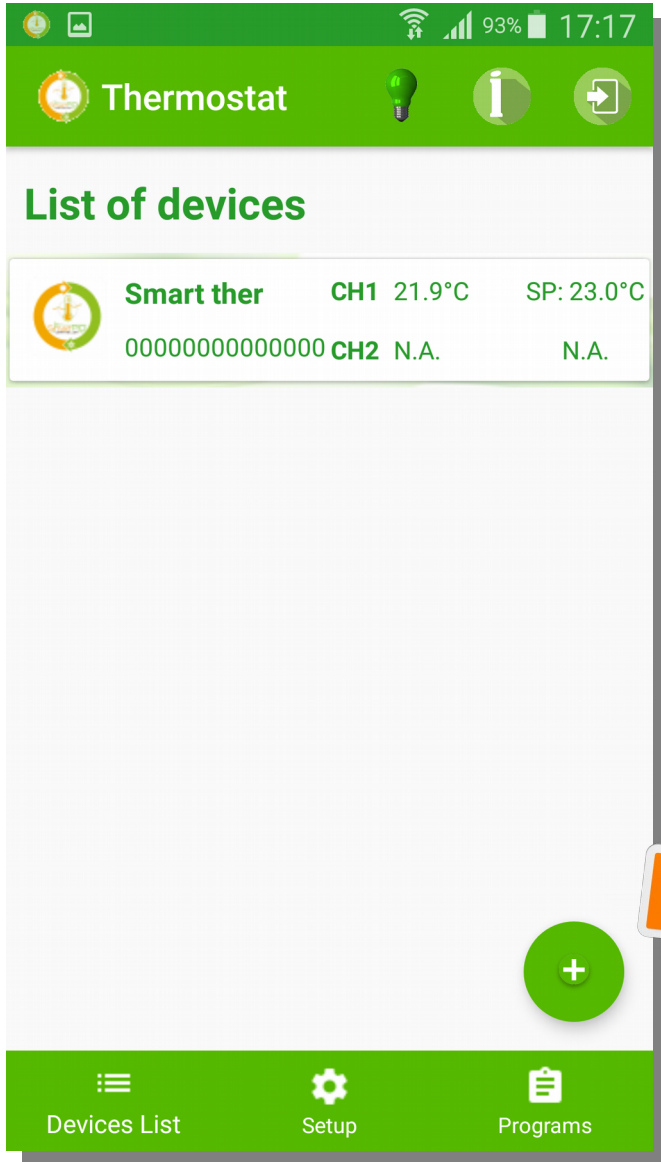 93% 17:17
Thermostat
List of devices
Smart ther CH1 21.9°C SP: 23.0°C
00000000000000 CH2 N.A. N.A.
Devices List Setup Programs